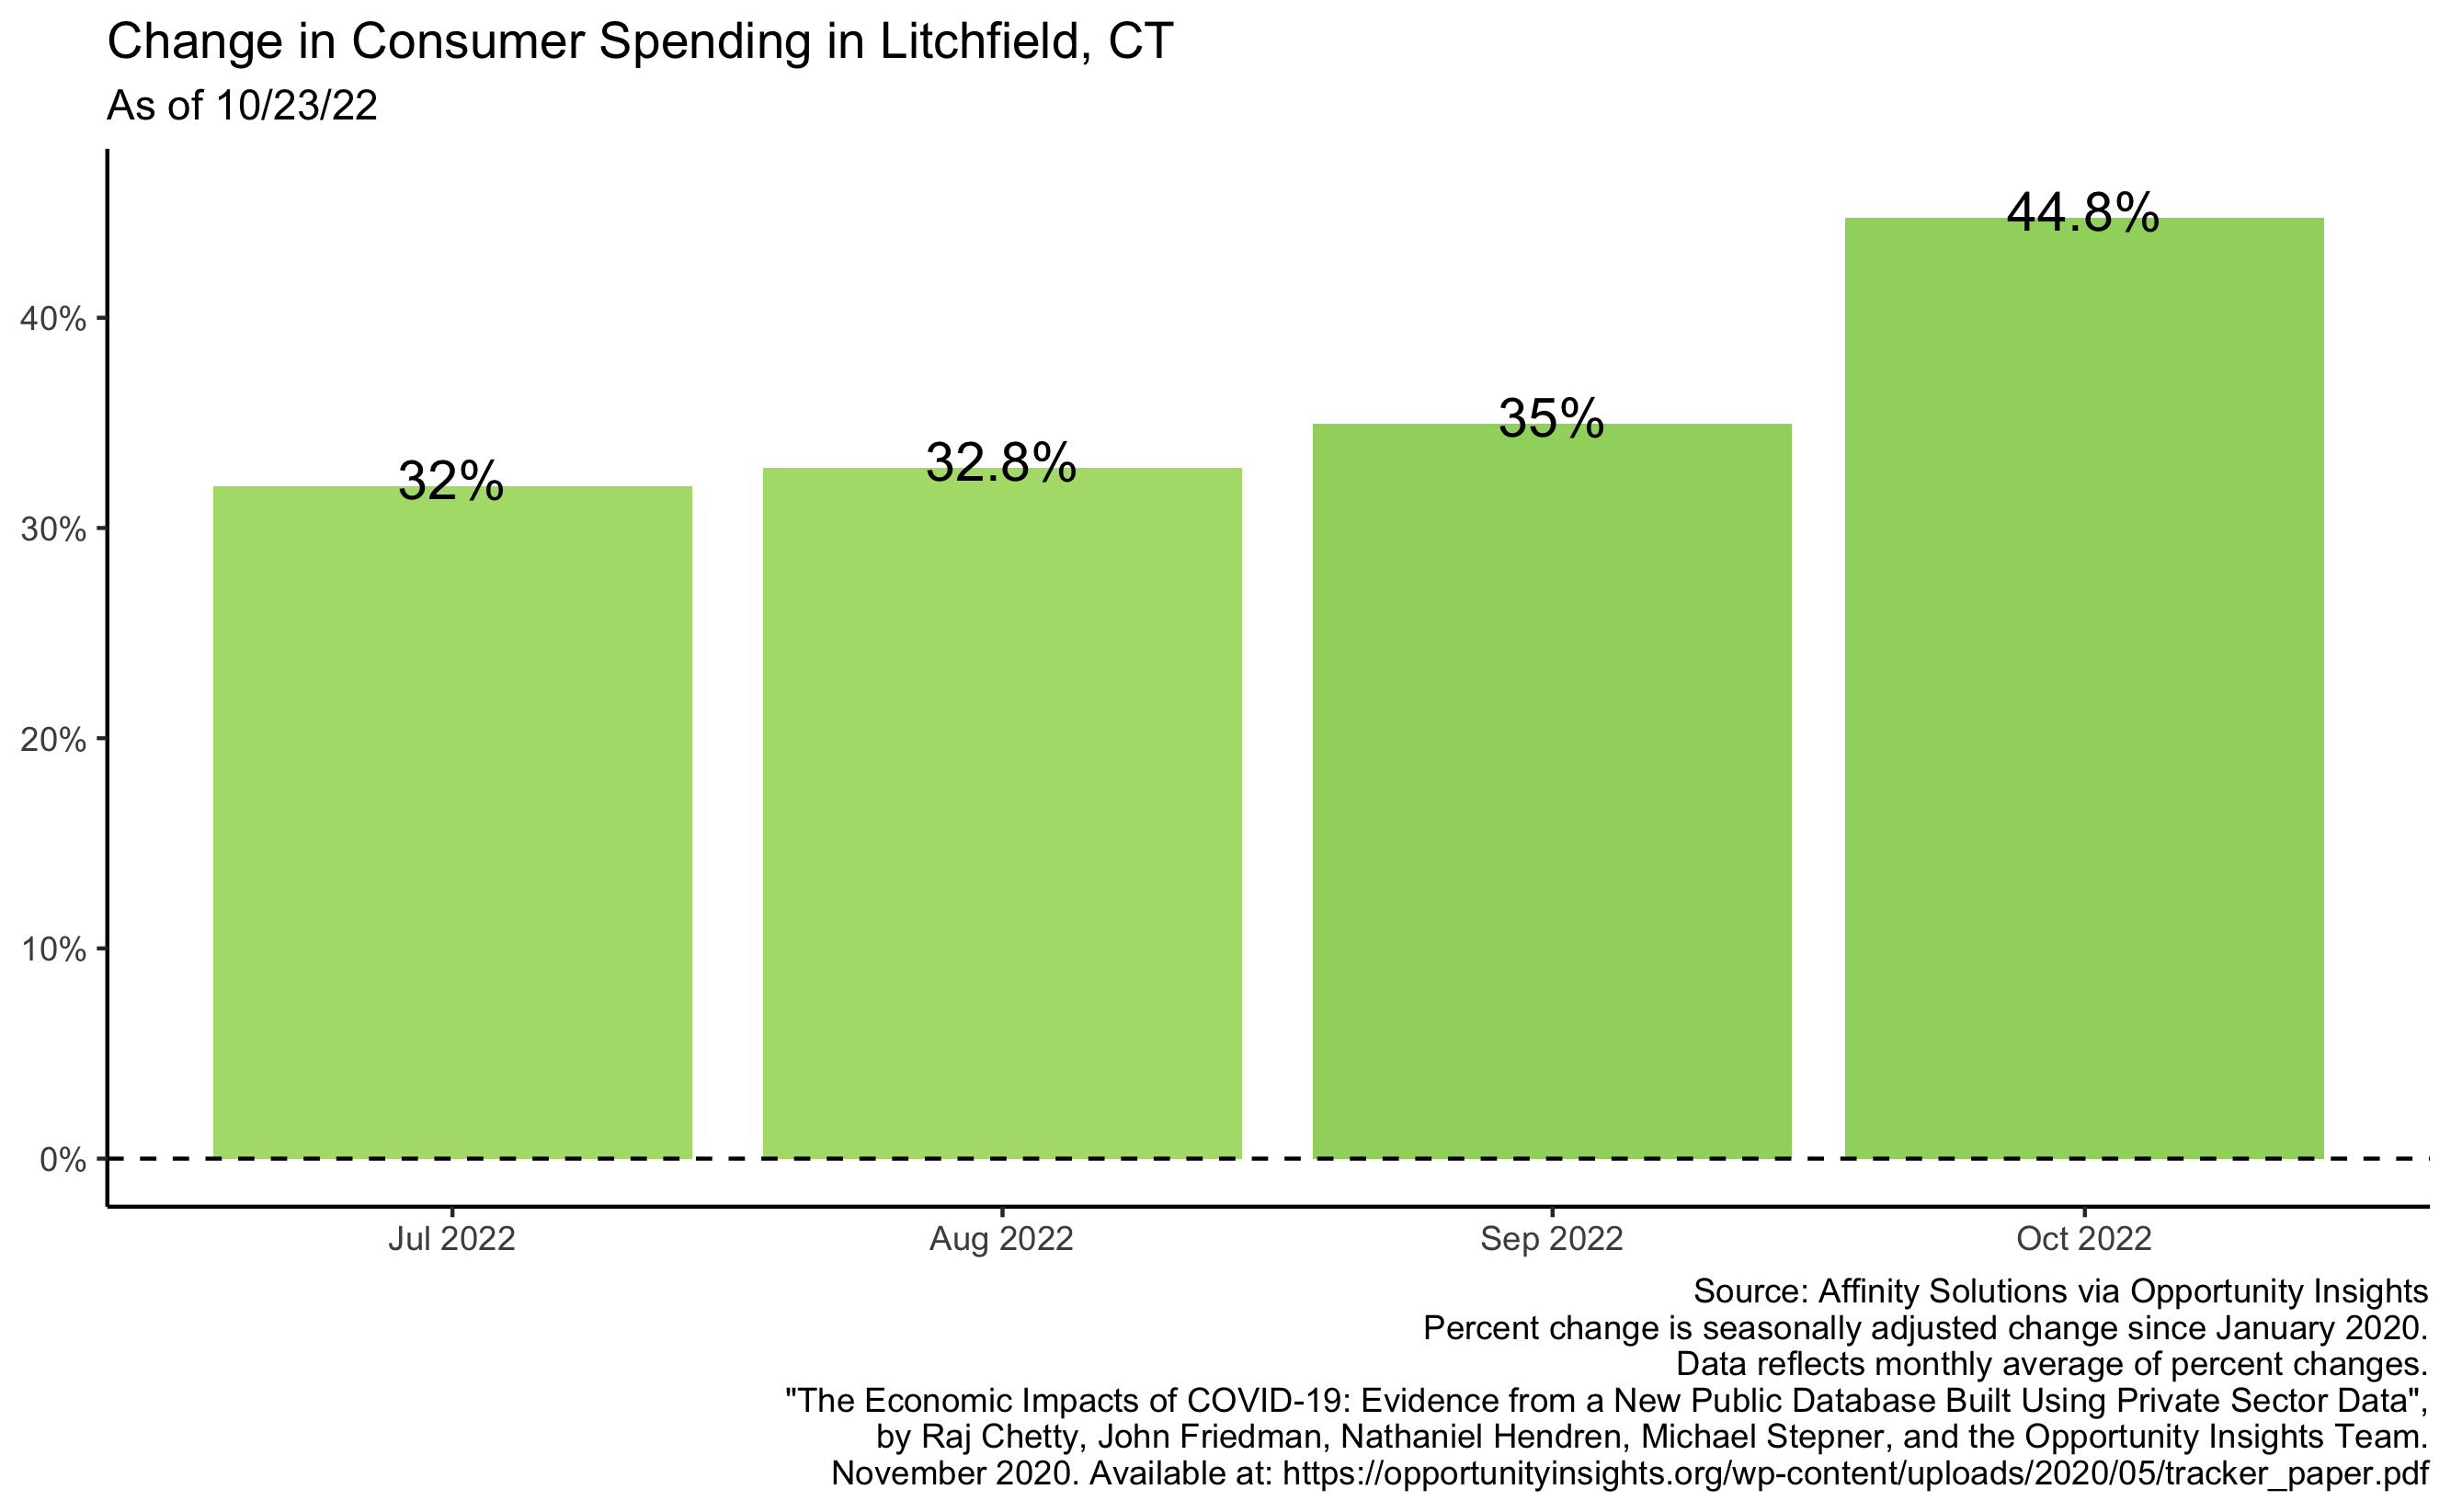 Change in Consumer Spending in Litchfield, CT
As of 10/23/22
44.8%
35%
32.8%
32%
40%
30%
20%
10%
0%
Jul 2022
Aug 2022
Sep 2022
Oct 2022
Source: Affinity Solutions via Opportunity Insights
Percent change is seasonally adjusted change since January 2020.
Data reflects monthly average of percent changes.
"The Economic Impacts of COVID-19: Evidence from a New Public Database Built Using Private Sector Data",
by Raj Chetty, John Friedman, Nathaniel Hendren, Michael Stepner, and the Opportunity Insights Team.
November 2020. Available at: https://opportunityinsights.org/wp-content/uploads/2020/05/tracker_paper.pdf